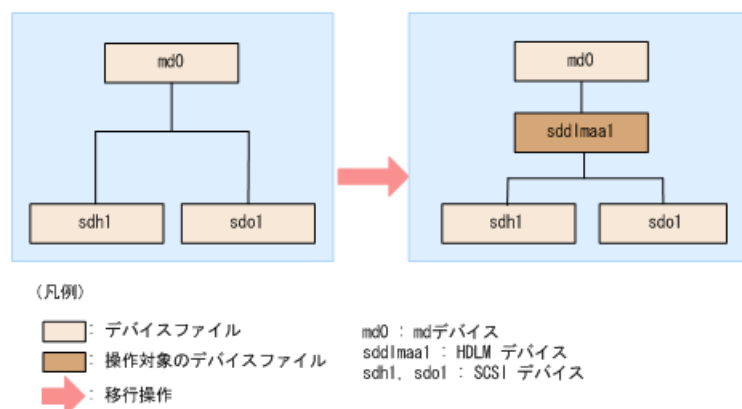 md0
sdh1
sdo1
md0
sddlmaa1
sdh1
sdo1
(凡例)
: デバイスファイル
: 操作対象のデバイスファイル
: 移行操作
md0 : mdデバイス
sddlmaa1 : HDLM デバイス
sdh1, sdo1 : SCSI デバイス